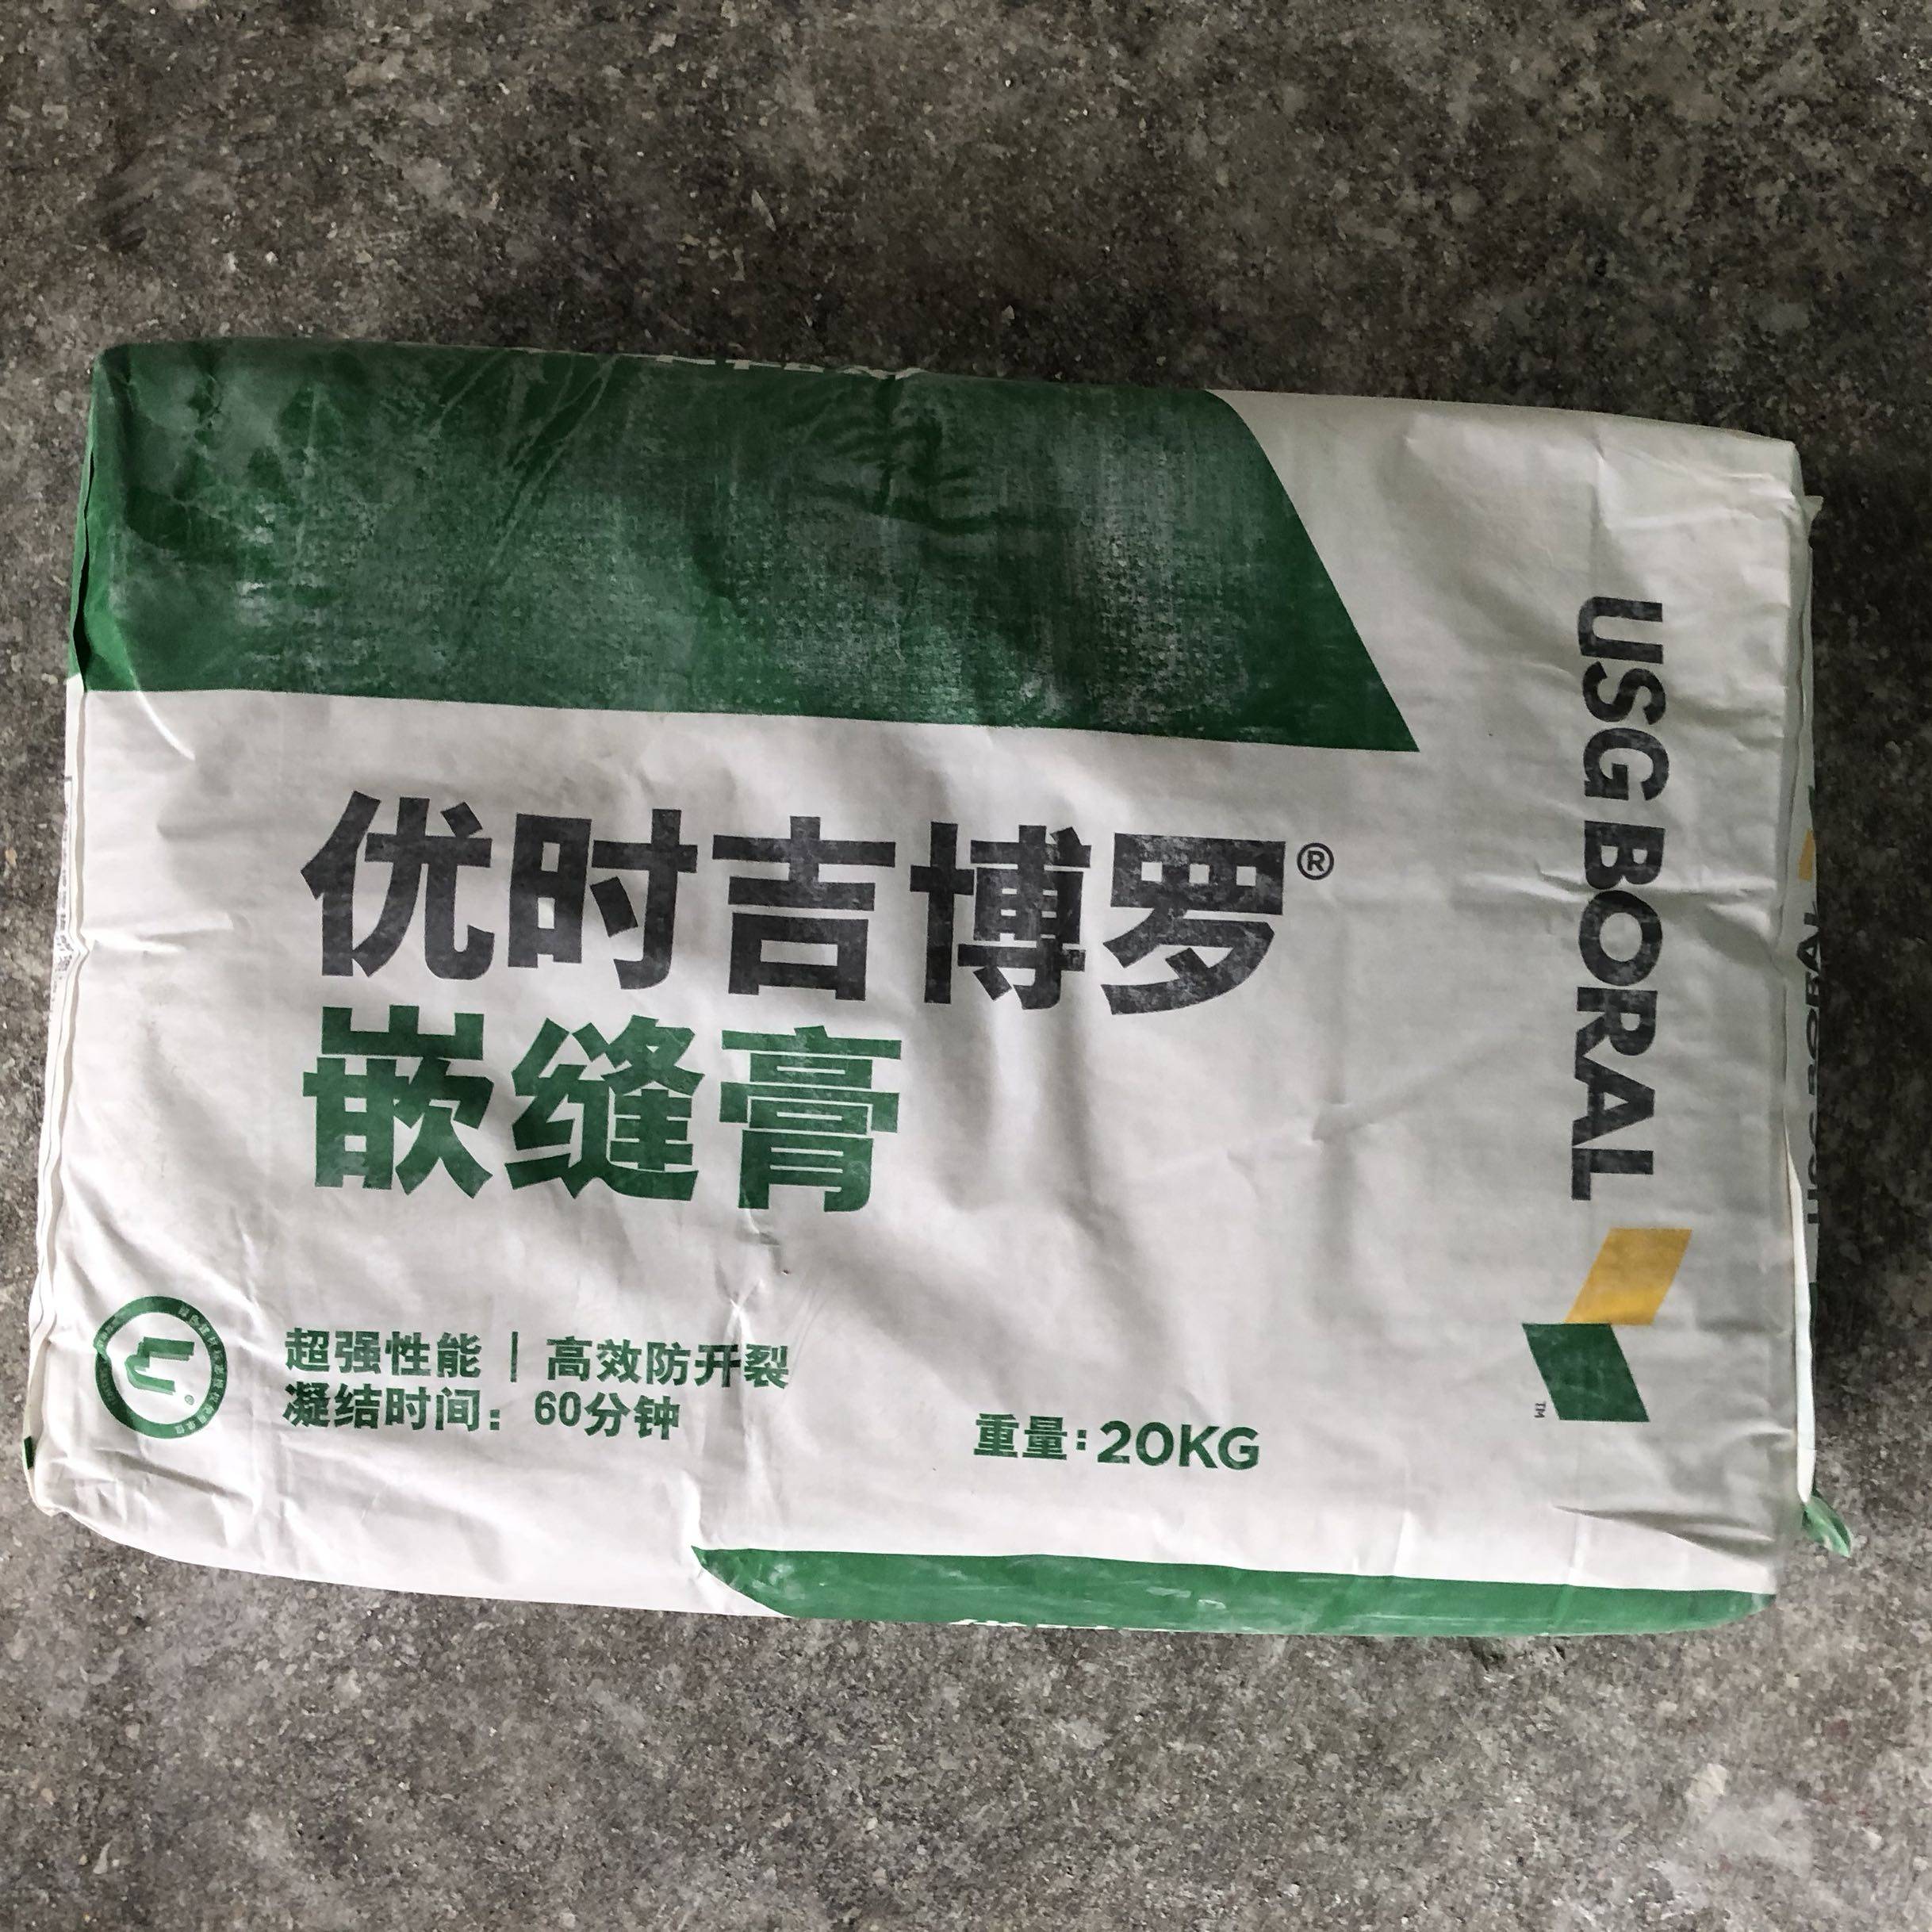 优时吉博罗®
嵌缝膏
超强性能 | 高效防开裂
凝结时间：60分钟
重量：20KG
USG BORAL
TM